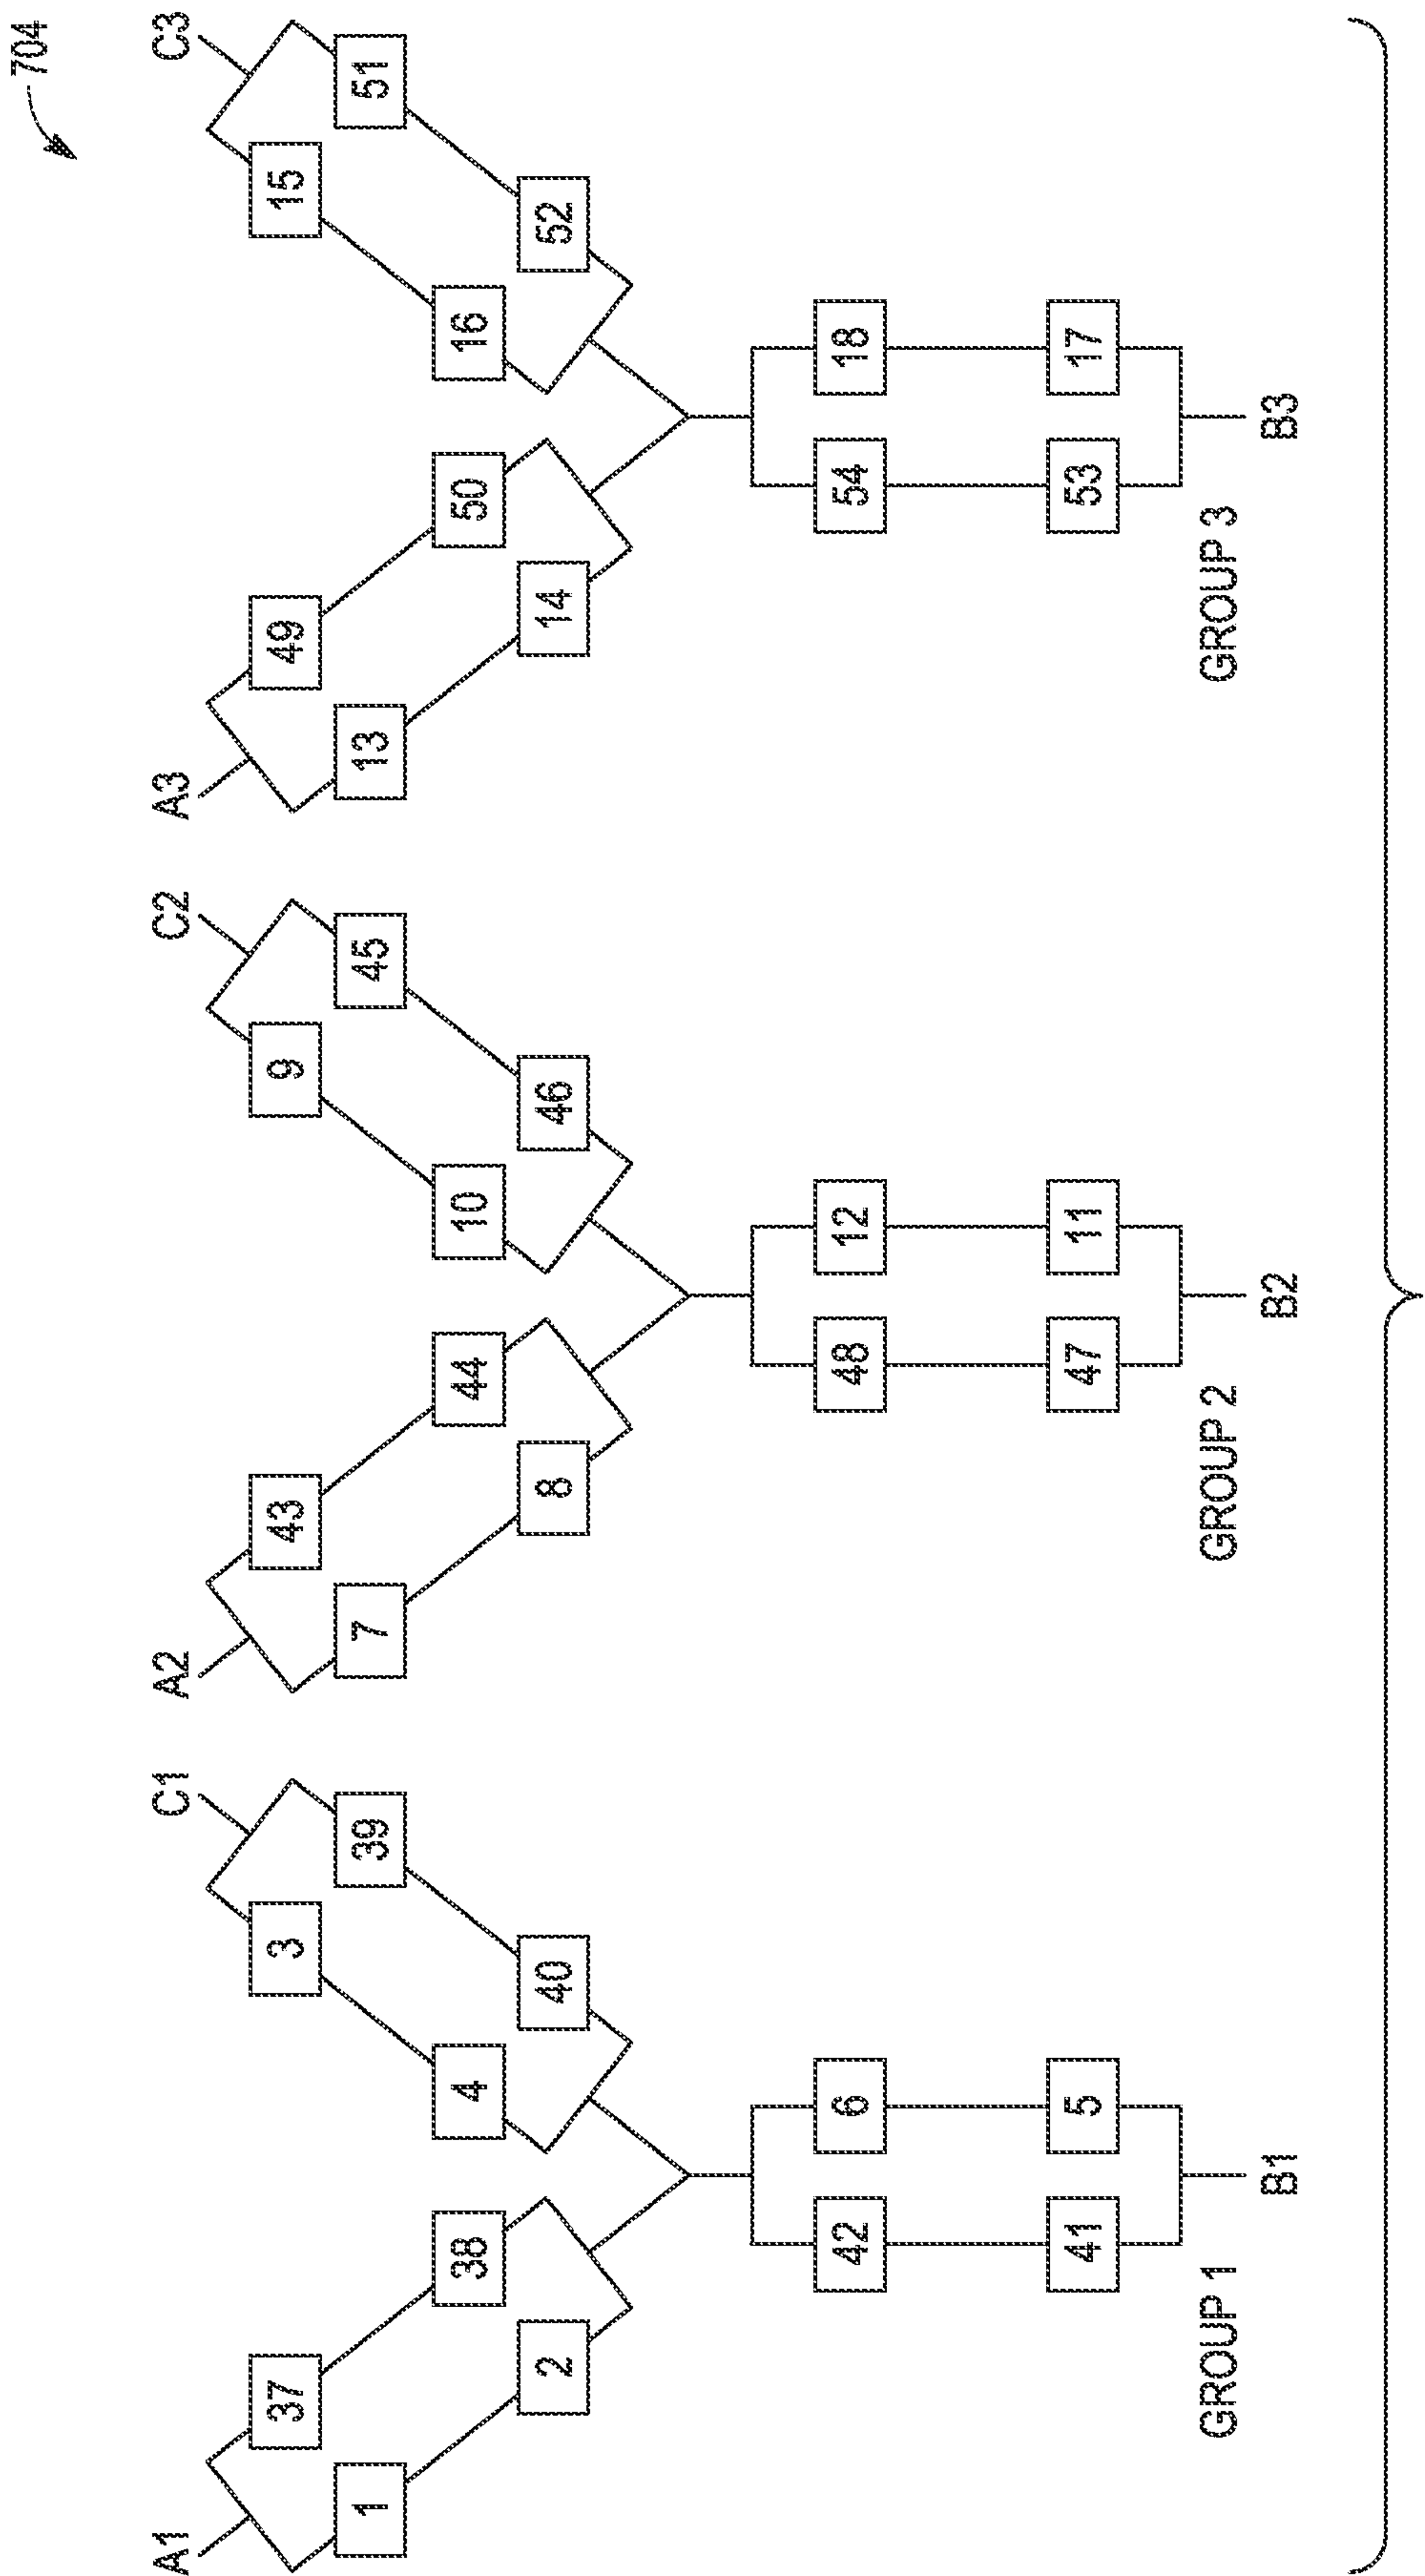 704
A1 C1 A2 C2 A3 C3
37 3 43 9 49 15
1 39 7 45 13 51
38 4 44 10 50 16
2 40 8 46 14 52
42 6 48 12 54 18
41 5 47 11 53 17
GROUP 1 GROUP 2 GROUP 3
B1 B2 B3